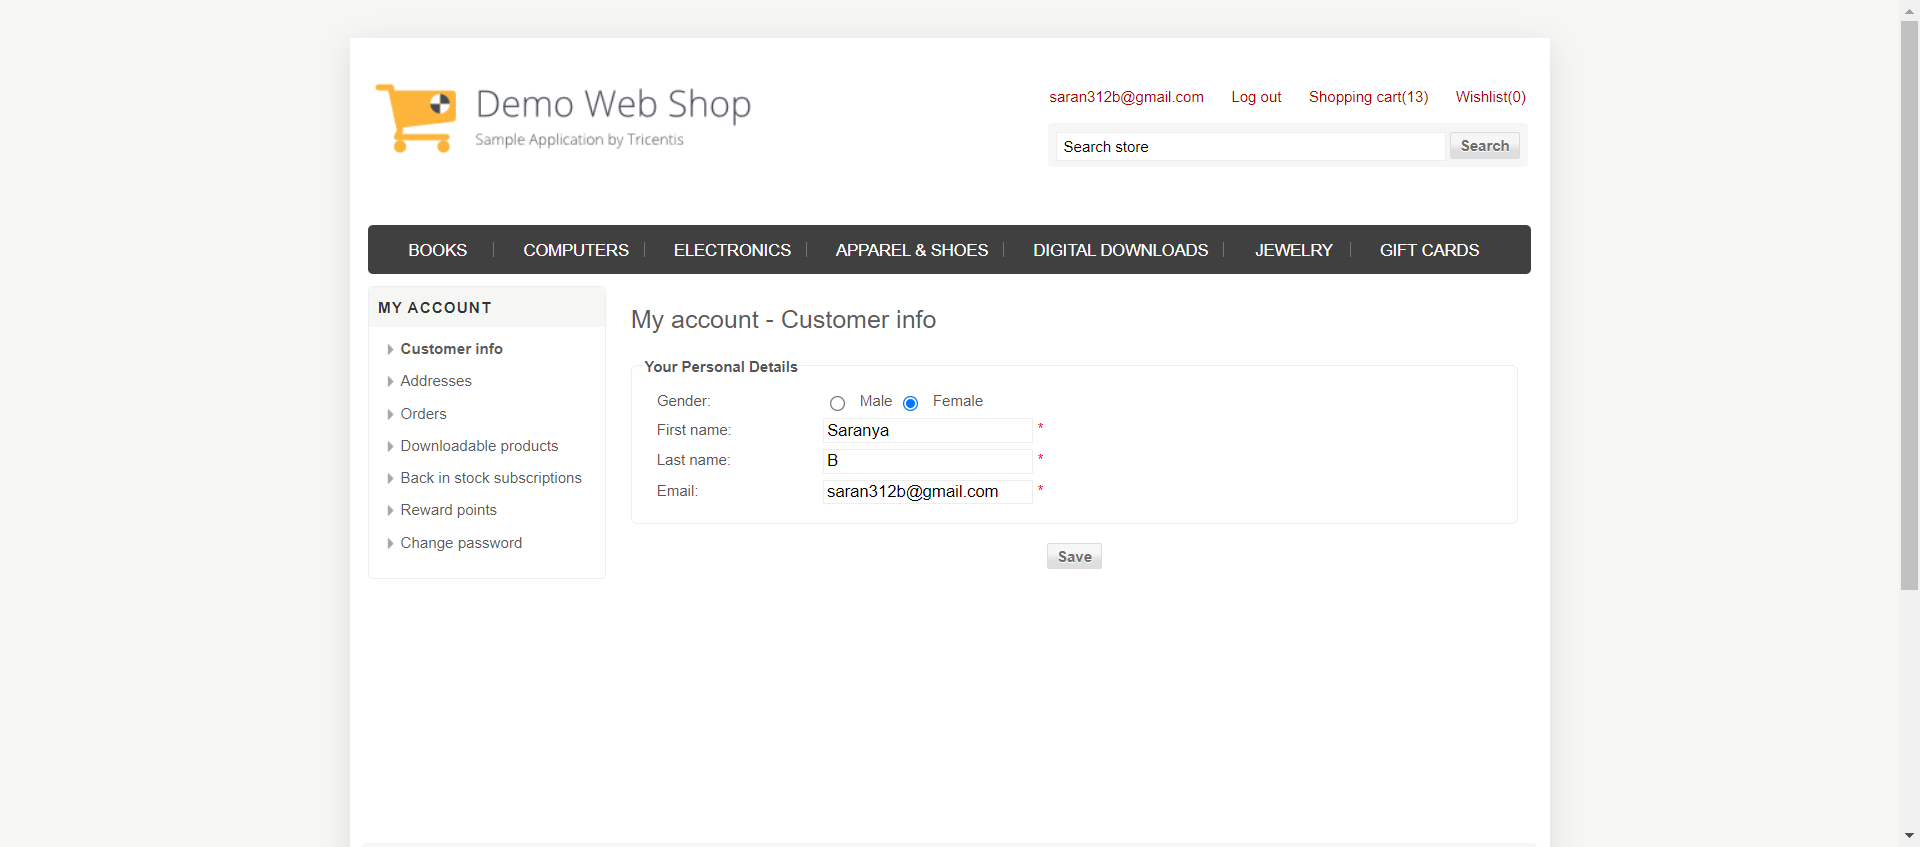 Demo Web Shop
Sample Application by Tricentis
saran312b@gmail.com Log out Shopping cart(13) Wishlist(0)
Search store Search
BOOKS COMPUTERS ELECTRONICS APPAREL & SHOES DIGITAL DOWNLOADS JEWELRY GIFT CARDS
MY ACCOUNT
Customer info
Addresses
Orders
Downloadable products
Back in stock subscriptions
Reward points
Change password
My account - Customer info
Your Personal Details
Gender: Male Female
First name: Saranya *
Last name: B *
Email: saran312b@gmail.com *
Save